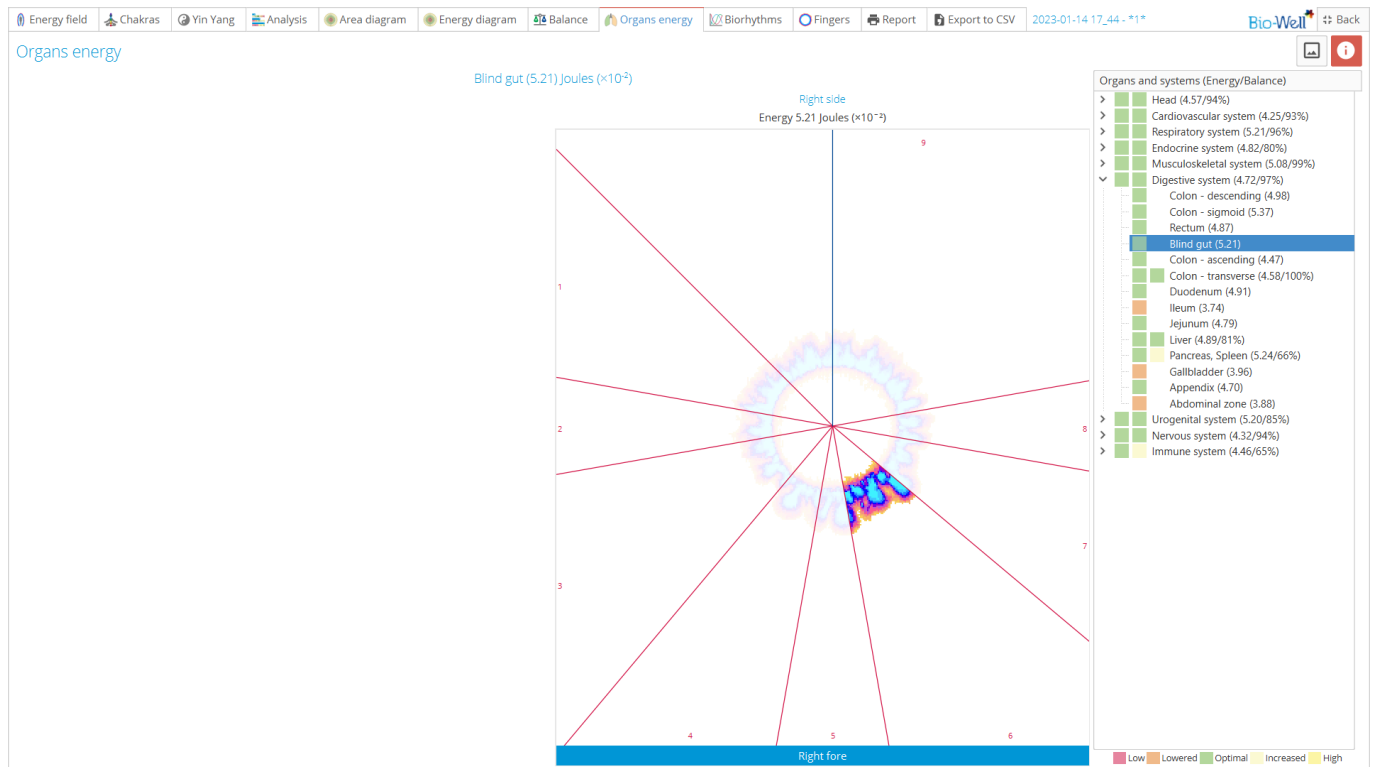 Energy field Chakras Yin Yang Analysis Area diagram Energy diagram Balance Organs energy Biorhythms Fingers Report Export to CSV 2023-01-14 17_44 - *1* Bio-Well Back
Organs energy
Blind gut (5.21) Joules (×10⁻²)
Right side
Energy 5.21 Joules (×10⁻²)
9
1
2
8
3
7
4 5 6
Right fore
Organs and systems (Energy/Balance)
Head (4.57/94%)
Cardiovascular system (4.25/93%)
Respiratory system (5.21/96%)
Endocrine system (4.82/80%)
Musculoskeletal system (5.08/99%)
Digestive system (4.72/97%)
Colon - descending (4.98)
Colon - sigmoid (5.37)
Rectum (4.87)
Blind gut (5.21)
Colon - ascending (4.47)
Colon - transverse (4.58/100%)
Duodenum (4.91)
Ileum (3.74)
Jejunum (4.79)
Liver (4.89/81%)
Pancreas, Spleen (5.24/66%)
Gallbladder (3.96)
Appendix (4.70)
Abdominal zone (3.88)
Urogenital system (5.20/85%)
Nervous system (4.32/94%)
Immune system (4.46/65%)
Low Lowered Optimal Increased High